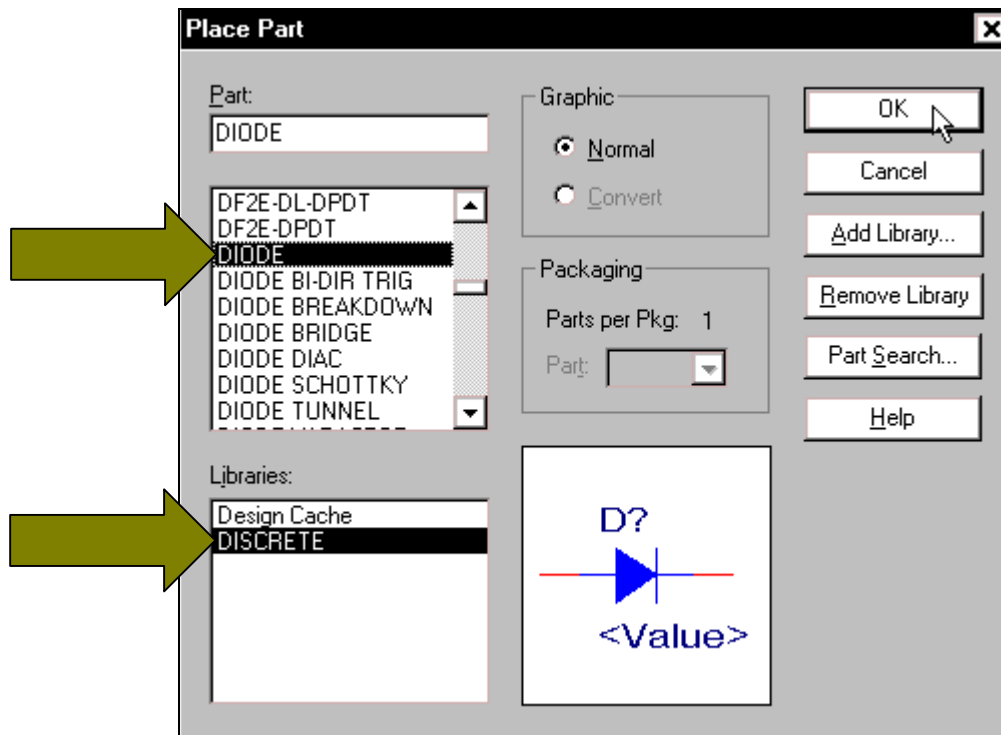 Place Part
Part:
DIODE
DF2E-DL-DPDT
DF2E-DPDT
DIODE
DIODE BI-DIR TRIG
DIODE BREAKDOWN
DIODE BRIDGE
DIODE DIAC
DIODE SCHOTTKY
DIODE TUNNEL
Libraries:
Design Cache
DISCRETE
Graphic
Normal
Convert
Packaging
Parts per Pkg: 1
Part:
D?
<Value>
OK
Cancel
Add Library...
Remove Library
Part Search...
Help